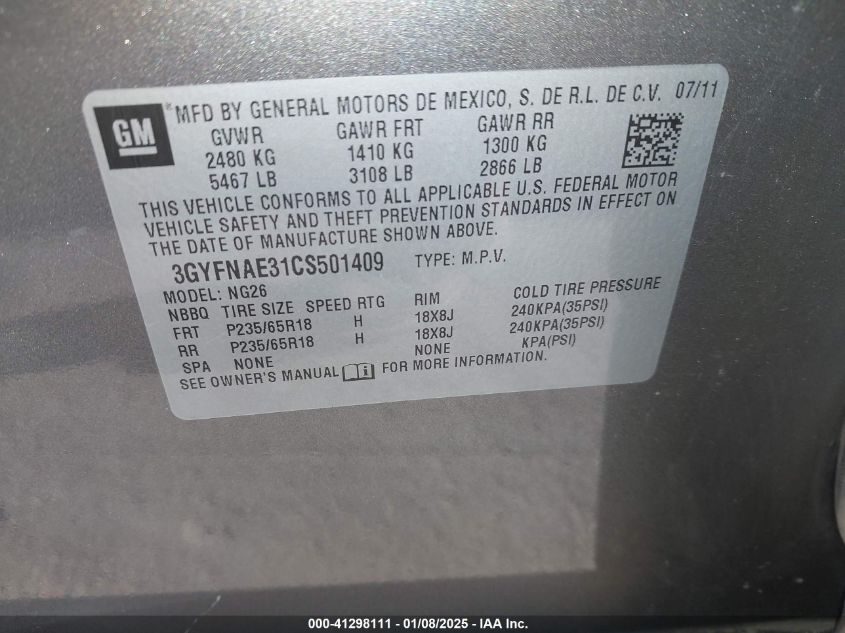 GM
MFD BY GENERAL MOTORS DE MEXICO, S. DE R.L. DE C.V. 07/11
GVWR GAWR FRT GAWR RR
2480 KG 1410 KG 1300 KG
5467 LB 3108 LB 2866 LB
THIS VEHICLE CONFORMS TO ALL APPLICABLE U.S. FEDERAL MOTOR
VEHICLE SAFETY AND THEFT PREVENTION STANDARDS IN EFFECT ON
THE DATE OF MANUFACTURE SHOWN ABOVE.
3GYFNAE31CS501409 TYPE: M.P.V.
MODEL: NG26
NBBQ TIRE SIZE SPEED RTG RIM COLD TIRE PRESSURE
FRT P235/65R18 H 18X8J 240KPA(35PSI)
RR P235/65R18 H 18X8J 240KPA(35PSI)
SPA NONE NONE KPA(PSI)
SEE OWNER'S MANUAL FOR MORE INFORMATION.
000-41298111 - 01/08/2025 - IAA Inc.